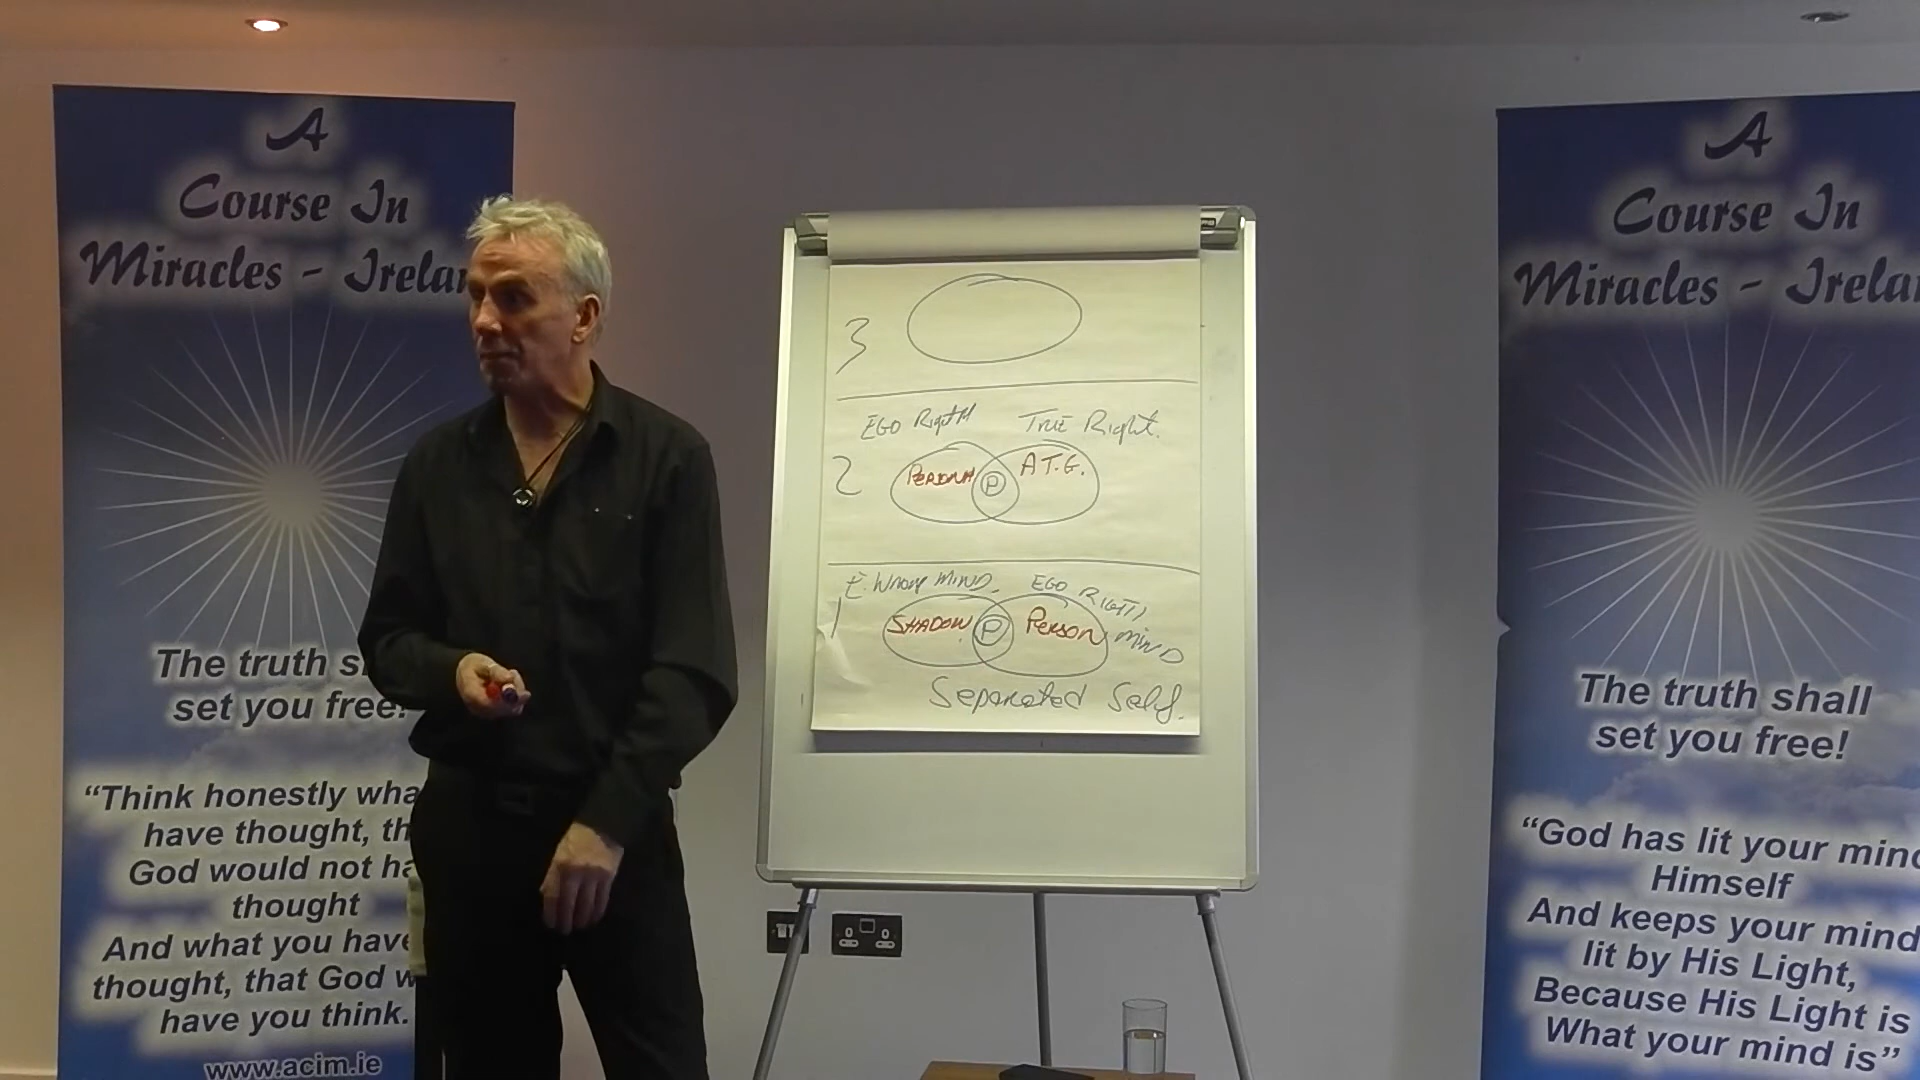 A
Course In
Miracles - Irela
The truth s
set you free!
“Think honestly wha
have thought, th
God would not ha
thought
And what you have
thought, that God w
have you think.
www.acim.ie
3
EGO Right
True Right.
2
PERSONA
P
A.T.G.
E. Wrong MIND.
EGO RIGHT
MIND
1
SHADOW
P
PERSON
Separated Self.
A
Course In
Miracles - Irela
The truth shall
set you free!
“God has lit your mind
Himself
And keeps your mind
lit by His Light,
Because His Light is
What your mind is”